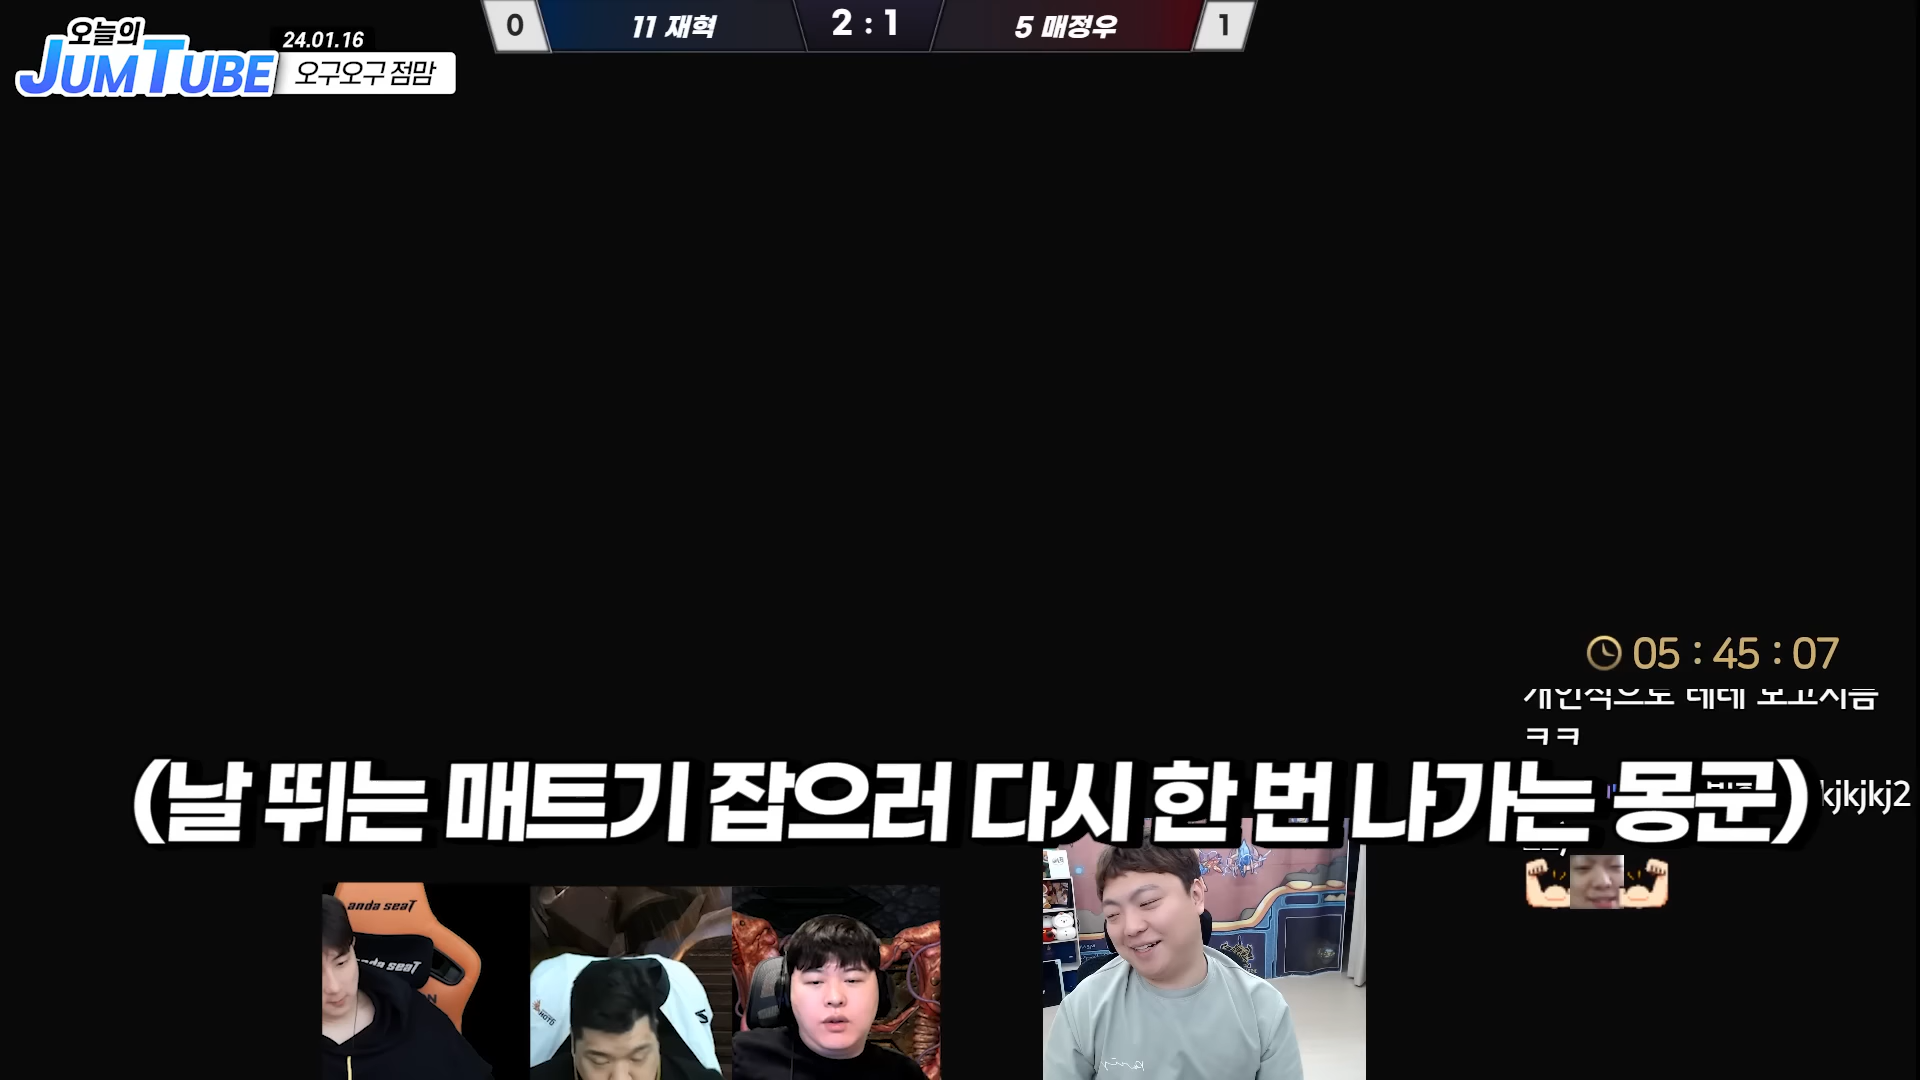 오늘의
JUMTUBE
24.01.16
오구오구 점맘
0
11 재혁
2 : 1
5 매정우
1
05 : 45 : 07
ㅋㅋ
kjkjkj2
(날 뛰는 매트기 잡으러 다시 한 번 나가는 몽군)
anda seaT
anda seaT